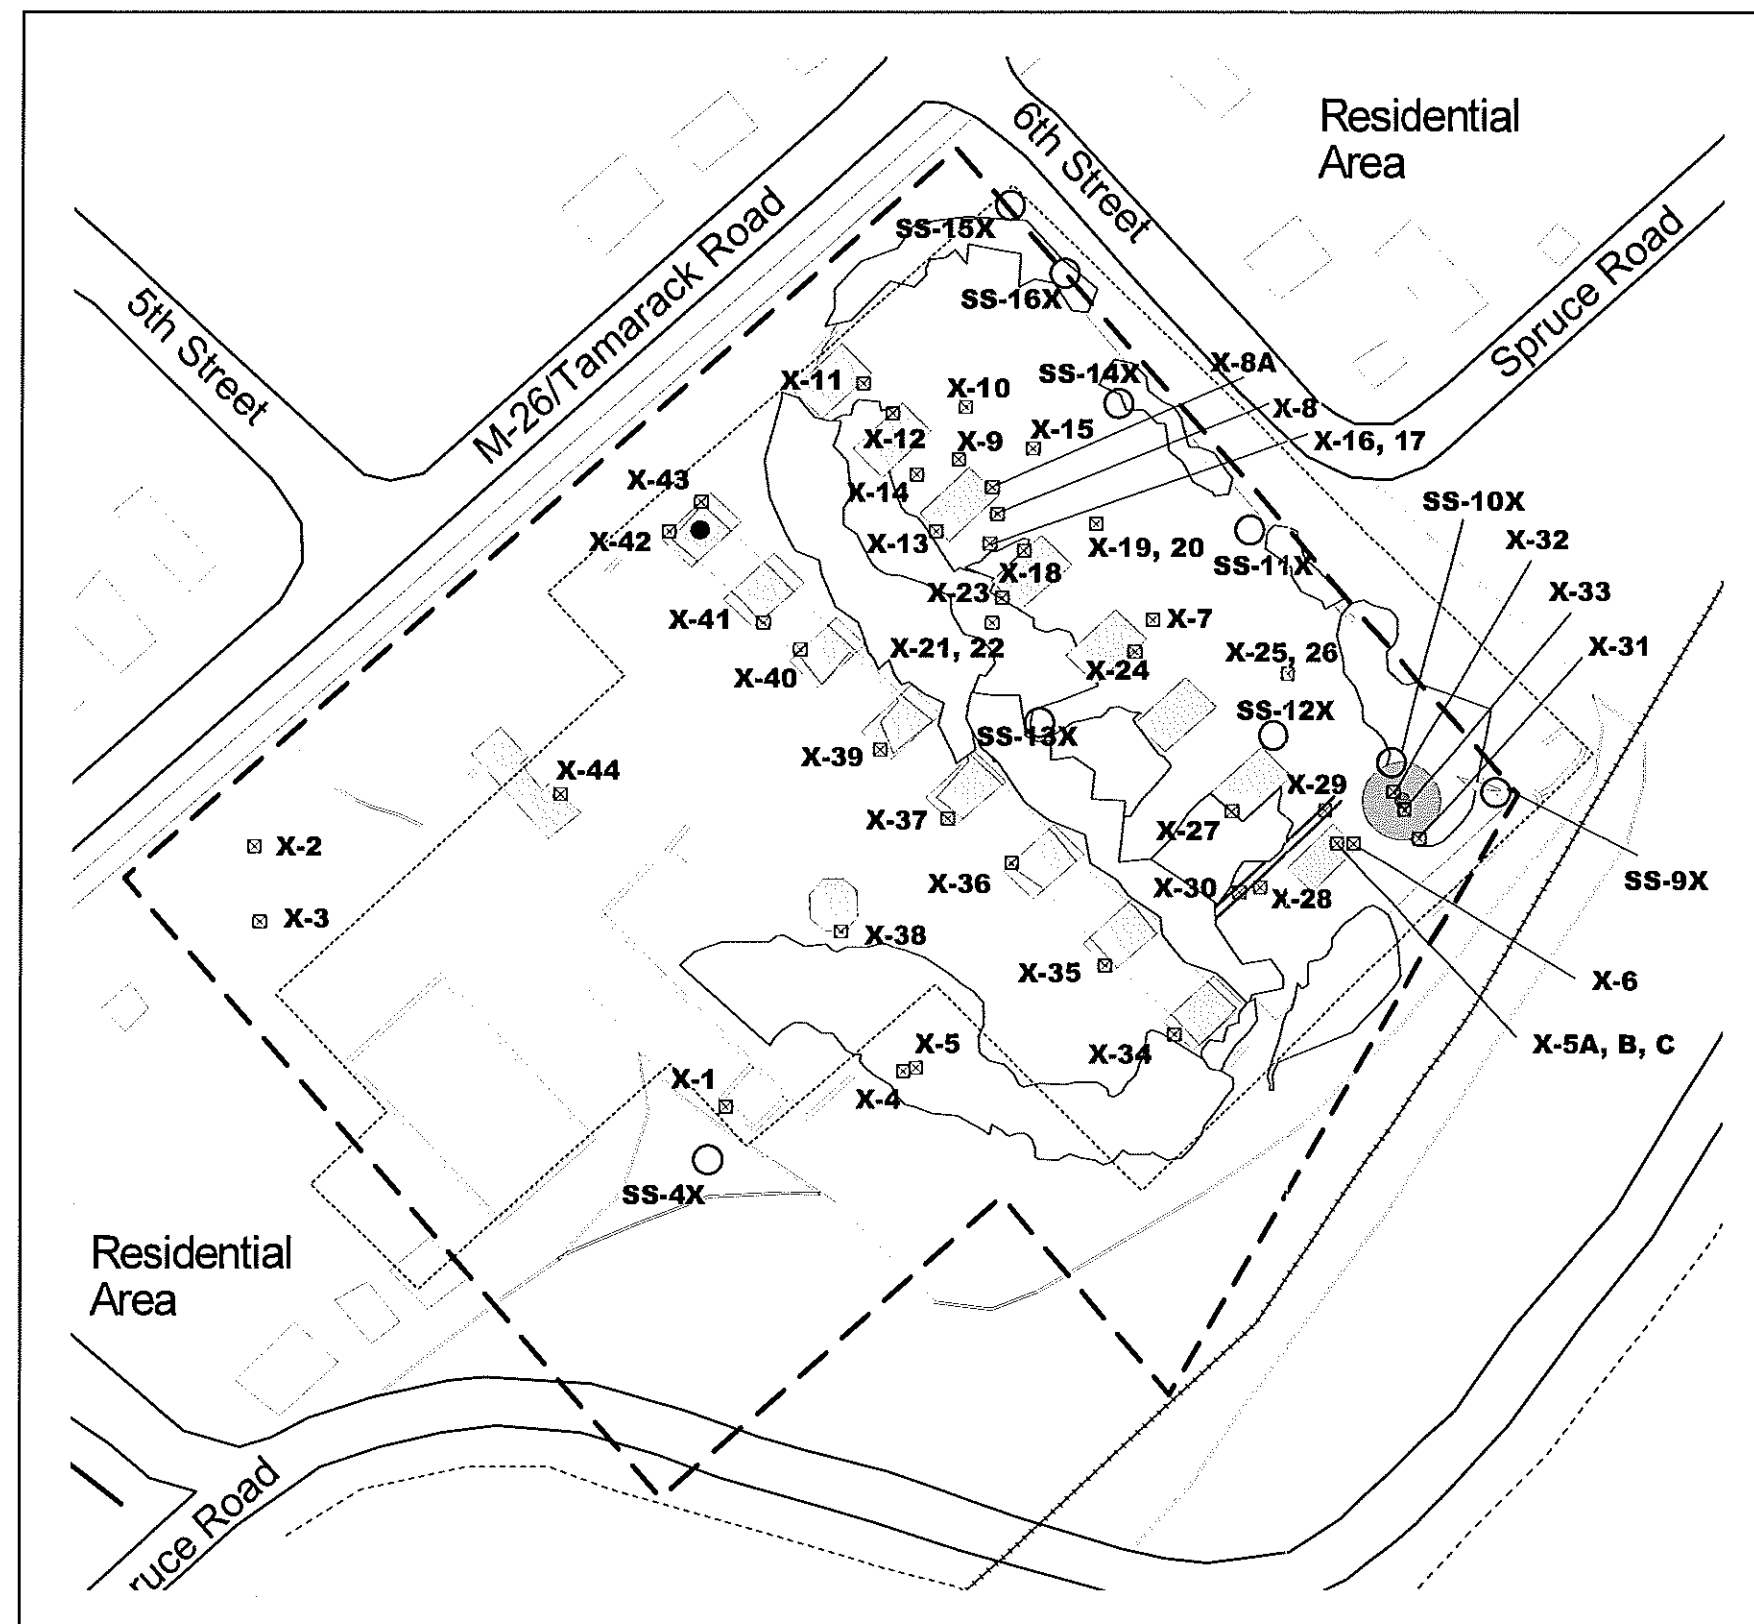 Residential
Area
6th Street
SS-15X
M-26/Tamarack Road
Spruce Road
SS-16X
5th Street
X-11
X-10
SS-14X
X-8A
X-8
X-12
X-9
X-15
X-16, 17
X-43
X-14
SS-10X
X-42
X-13
X-19, 20
X-32
SS-11X
X-18
X-23
X-33
X-41
X-7
X-21, 22
X-24
X-25, 26
X-31
X-40
SS-12X
SS-13X
X-39
X-44
X-29
X-37
X-27
X-2
X-36
X-30
X-28
SS-9X
X-3
X-38
X-35
X-6
X-5
X-34
X-5A, B, C
X-1
X-4
SS-4X
Residential
Area
ruce Road